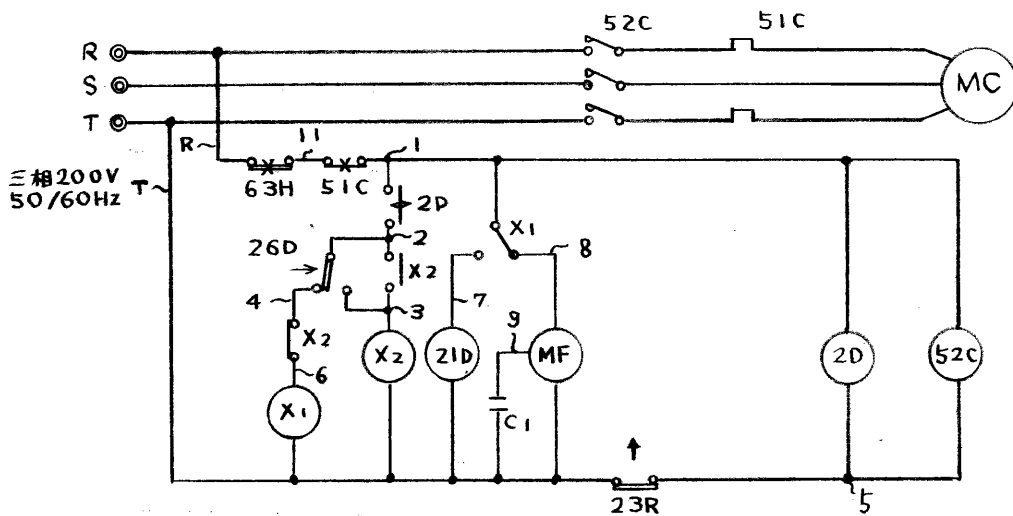 52C
51C
R
S
T
MC
R
11
1
三相200V
50/60Hz
T
63H
51C
2D
X1
26D
2
8
X2
4
3
7
X2
9
6
X2
21D
MF
2D
52C
X1
C1
23R
5